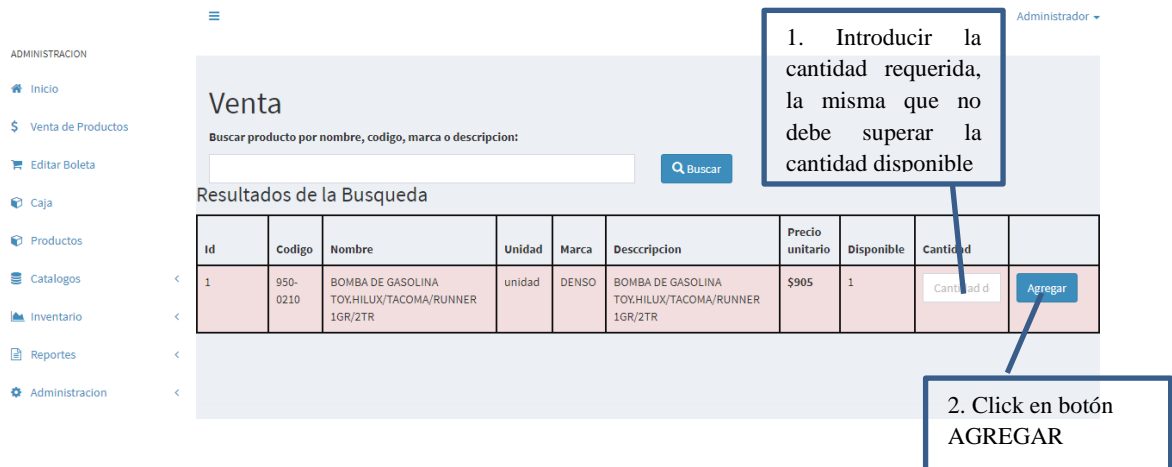 Administrador
ADMINISTRACION
Inicio
Venta de Productos
Editar Boleta
Caja
Productos
Catalogos
Inventario
Reportes
Administracion
Venta
Buscar producto por nombre, codigo, marca o descripcion:
Buscar
Resultados de la Busqueda
Id Codigo Nombre Unidad Marca Desccripcion Precio unitario Disponible Cantidad
1 950-0210 BOMBA DE GASOLINA TOY.HILUX/TACOMA/RUNNER 1GR/2TR unidad DENSO BOMBA DE GASOLINA TOY.HILUX/TACOMA/RUNNER 1GR/2TR $905 1 Cantidad d Agregar
1. Introducir la
cantidad requerida,
la misma que no
debe superar la
cantidad disponible
2. Click en botón
AGREGAR